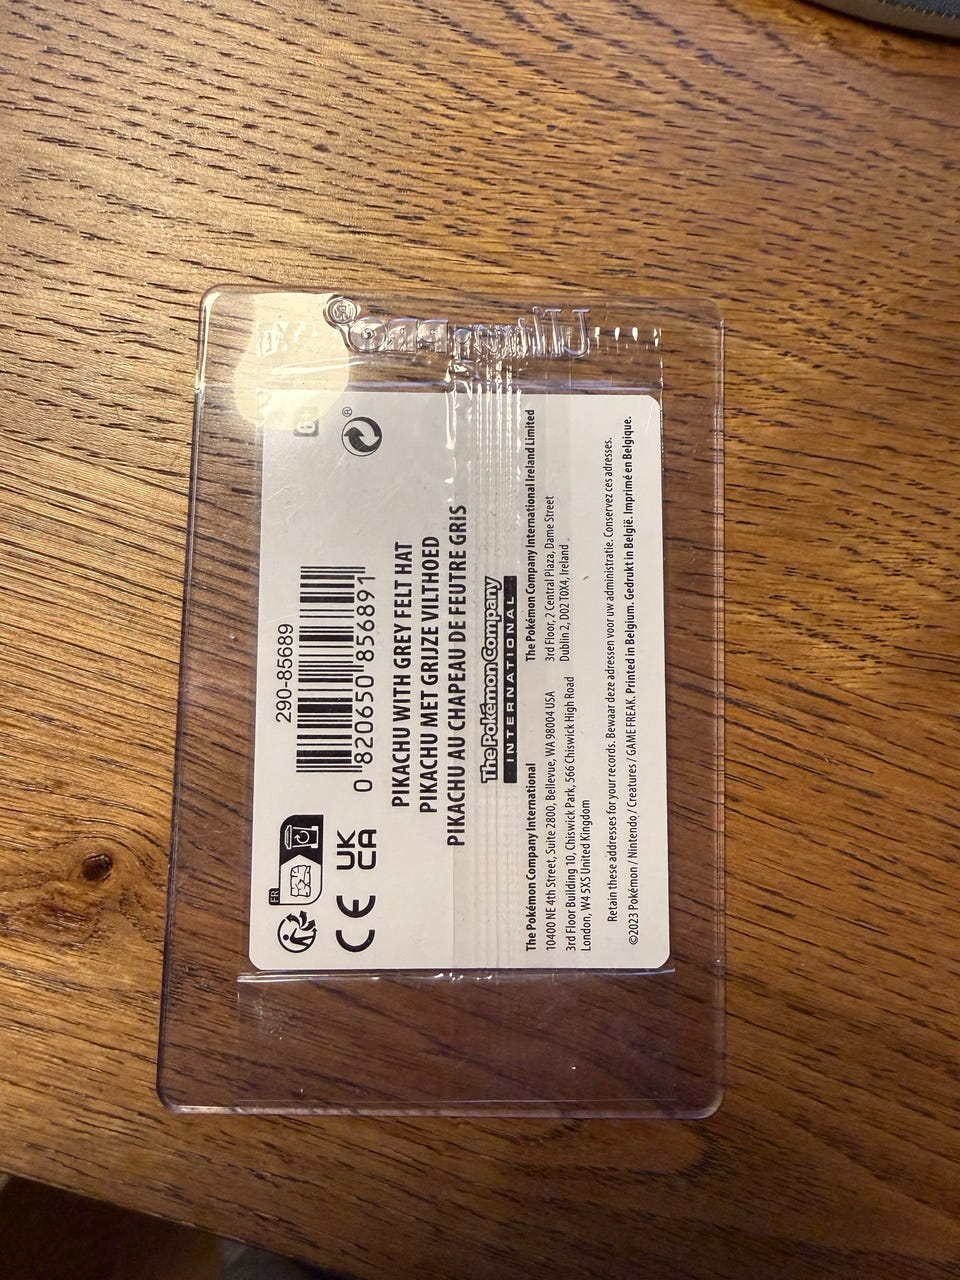 290-85689
0 820650 856891
FR
CE
UK
CA
6+
®
PIKACHU WITH GREY FELT HAT
PIKACHU MET GRIJZE VILTHOED
PIKACHU AU CHAPEAU DE FEUTRE GRIS
The Pokémon Company
INTERNATIONAL
The Pokémon Company International
10400 NE 4th Street, Suite 2800, Bellevue, WA 98004 USA
3rd Floor Building 10, Chiswick Park, 566 Chiswick High Road
London, W4 5XS United Kingdom
The Pokémon Company International Ireland Limited
3rd Floor, 2 Central Plaza, Dame Street
Dublin 2, D02 T0X4, Ireland
Retain these addresses for your records. Bewaar deze adressen voor uw administratie. Conservez ces adresses.
©2023 Pokémon / Nintendo / Creatures / GAME FREAK. Printed in Belgium. Gedrukt in België. Imprimé en Belgique.
Ultra PRO®